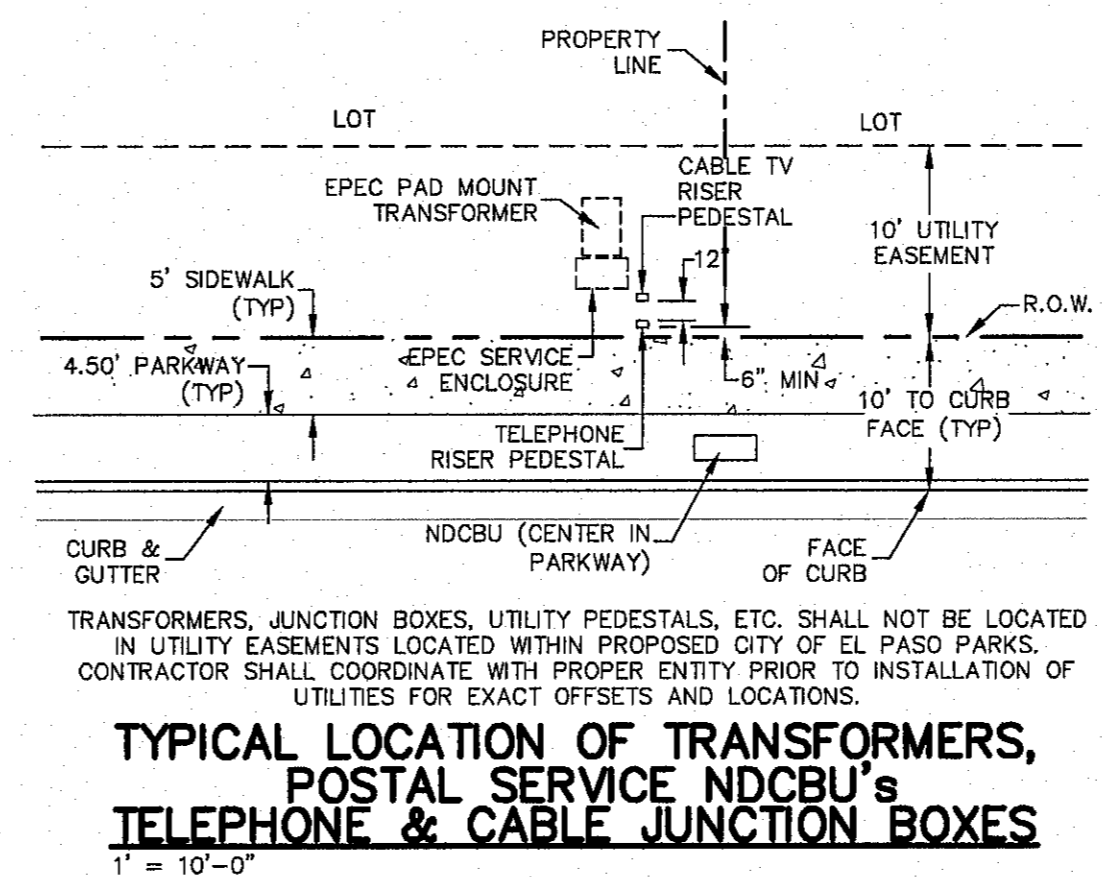 PROPERTY
LINE
LOT
LOT
CABLE TV
RISER
PEDESTAL
EPEC PAD MOUNT
TRANSFORMER
10' UTILITY
EASEMENT
12"
5' SIDEWALK
(TYP)
R.O.W.
4.50' PARKWAY
(TYP)
EPEC SERVICE
ENCLOSURE
6" MIN
10' TO CURB
FACE (TYP)
TELEPHONE
RISER PEDESTAL
NDCBU (CENTER IN
PARKWAY)
CURB &
GUTTER
FACE
OF CURB
TRANSFORMERS, JUNCTION BOXES, UTILITY PEDESTALS, ETC. SHALL NOT BE LOCATED
IN UTILITY EASEMENTS LOCATED WITHIN PROPOSED CITY OF EL PASO PARKS.
CONTRACTOR SHALL COORDINATE WITH PROPER ENTITY PRIOR TO INSTALLATION OF
UTILITIES FOR EXACT OFFSETS AND LOCATIONS.
TYPICAL LOCATION OF TRANSFORMERS,
POSTAL SERVICE NDCBU's
TELEPHONE & CABLE JUNCTION BOXES
1' = 10'-0"